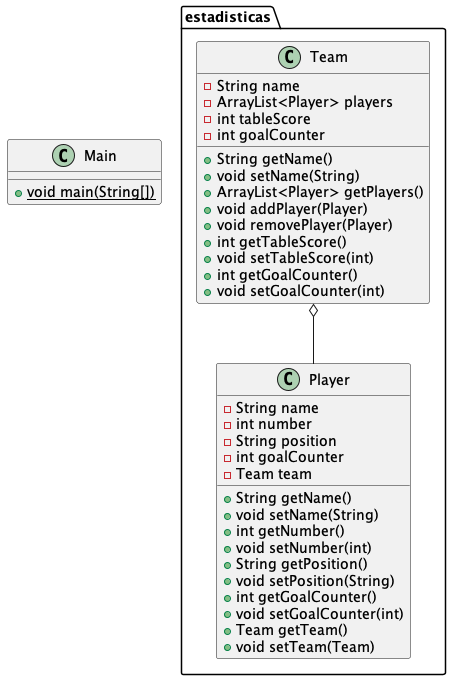 estadisticas
C Team
String name
ArrayList<Player> players
int tableScore
int goalCounter
String getName()
void setName(String)
ArrayList<Player> getPlayers()
void addPlayer(Player)
void removePlayer(Player)
int getTableScore()
void setTableScore(int)
int getGoalCounter()
void setGoalCounter(int)
C Main
void main(String[])
C Player
String name
int number
String position
int goalCounter
Team team
String getName()
void setName(String)
int getNumber()
void setNumber(int)
String getPosition()
void setPosition(String)
int getGoalCounter()
void setGoalCounter(int)
Team getTeam()
void setTeam(Team)